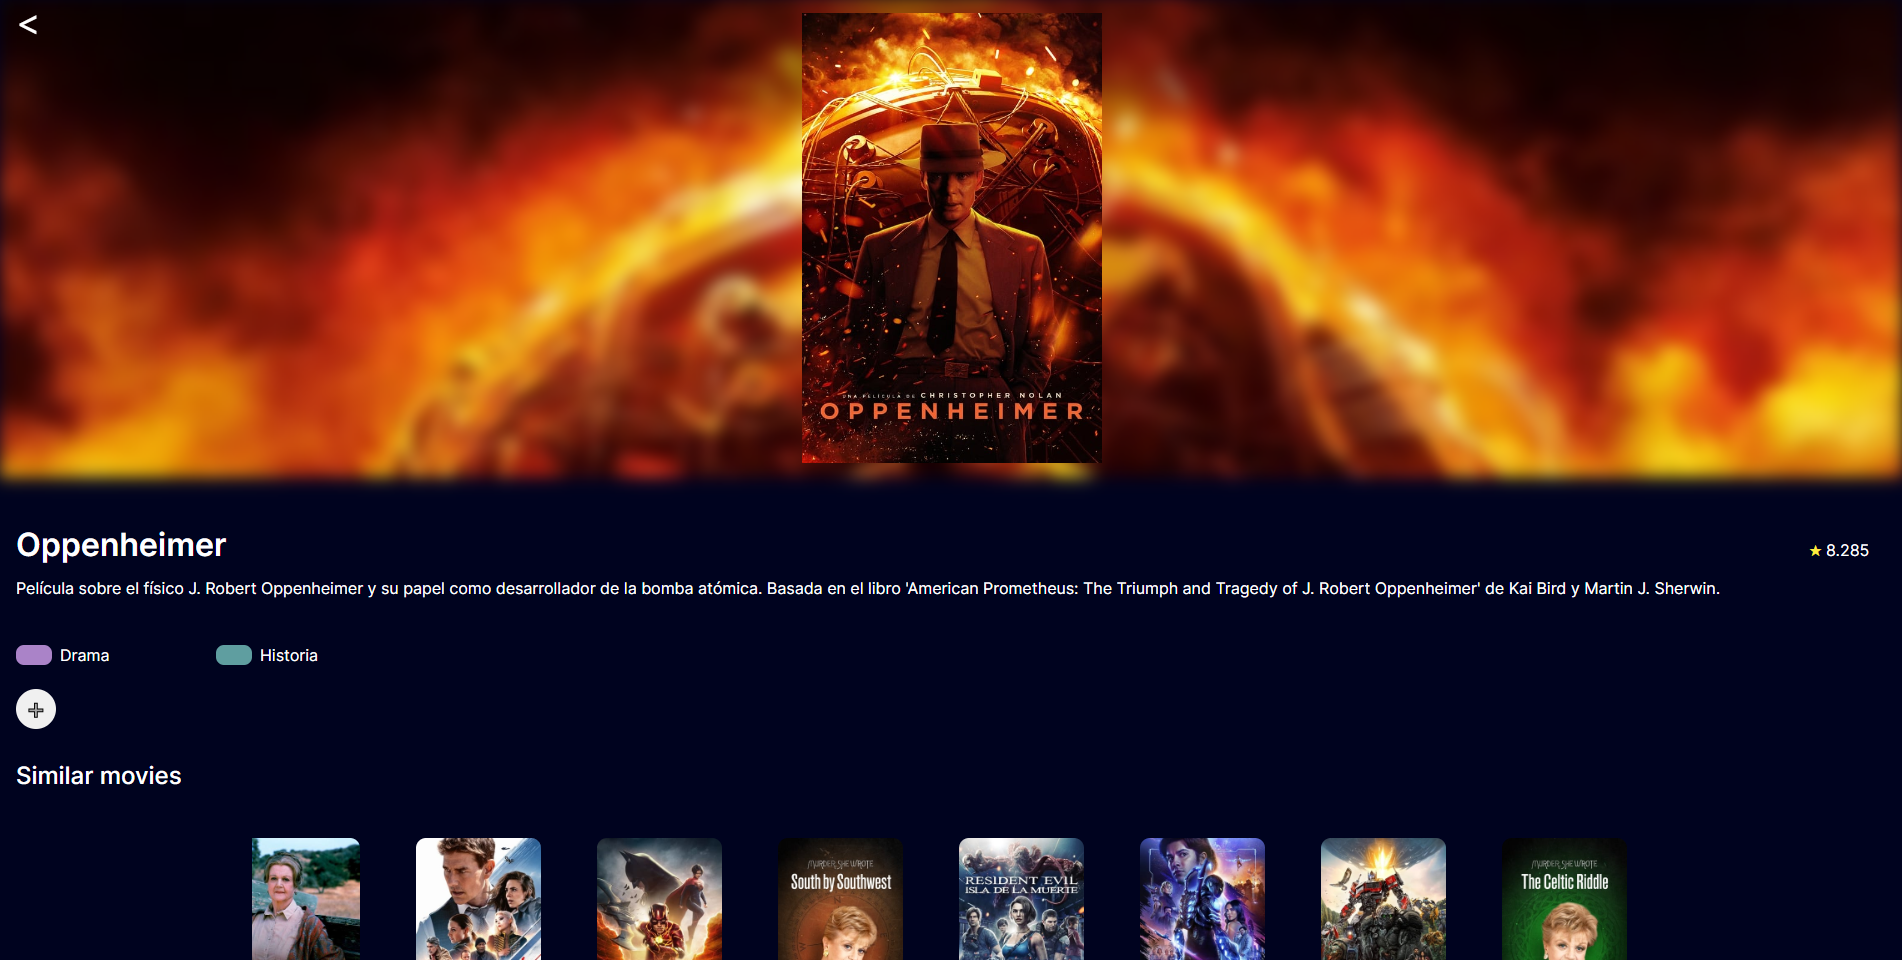 <
UNA PELÍCULA DE CHRISTOPHER NOLAN
OPPENHEIMER
Oppenheimer
★ 8.285
Película sobre el físico J. Robert Oppenheimer y su papel como desarrollador de la bomba atómica. Basada en el libro 'American Prometheus: The Triumph and Tragedy of J. Robert Oppenheimer' de Kai Bird y Martin J. Sherwin.
Drama
Historia
Similar movies
MURDER, SHE WROTE
South by Southwest
RESIDENT EVIL
ISLA DE LA MUERTE
MURDER, SHE WROTE
The Celtic Riddle